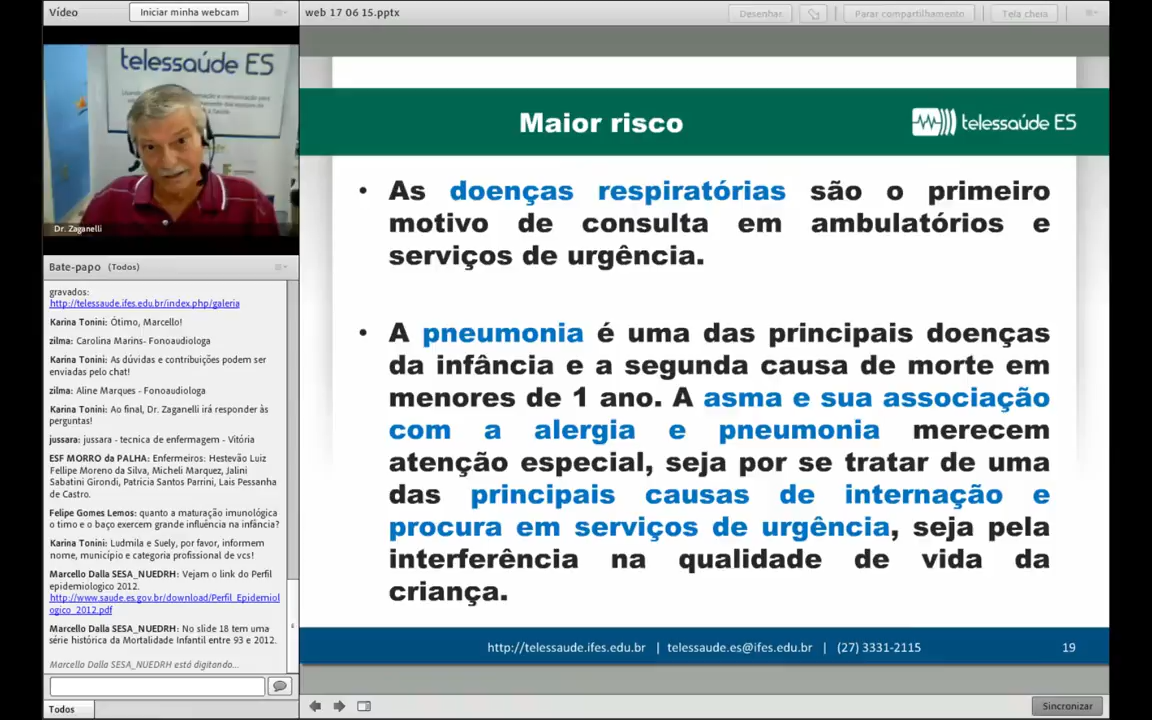 Vídeo
Iniciar minha webcam
web 17 06 15.pptx
Desenhar
Parar compartilhamento
Tela cheia
telessaúde ES
Dr. Zaganelli
Bate-papo (Todos)
gravados:
http://telessaude.ifes.edu.br/index.php/galeria
Karina Tonini: Ótimo, Marcello!
zilma: Carolina Marins- Fonoaudiologa
Karina Tonini: As dúvidas e contribuições podem ser
enviadas pelo chat!
zilma: Aline Marques - Fonoaudiologa
Karina Tonini: Ao final, Dr. Zaganelli irá responder às
perguntas!
jussara: jussara - tecnica de enfermagem - Vitória
ESF MORRO da PALHA: Enfermeiros: Hestevão Luiz
Fellipe Moreno da Silva, Micheli Marquez, Jalini
Sabatini Girondi, Patricia Santos Parrini, Lais Pessanha
de Castro.
Felipe Gomes Lemos: quanto a maturação imunológica
o timo e o baço exercem grande influência na infância?
Karina Tonini: Ludmila e Suely, por favor, informem
nome, município e categoria profissional de vcs!
Marcello Dalla SESA_NUEDRH: Vejam o link do Perfil
epidemiologico 2012.
http://www.saude.es.gov.br/download/Perfil_Epidemiol
ogico_2012.pdf
Marcello Dalla SESA_NUEDRH: No slide 18 tem uma
série histórica da Mortalidade Infantil entre 93 e 2012.
Marcello Dalla SESA_NUEDRH está digitando...
Todos
Maior risco
telessaúde ES
• As doenças respiratórias são o primeiro
motivo de consulta em ambulatórios e
serviços de urgência.
• A pneumonia é uma das principais doenças
da infância e a segunda causa de morte em
menores de 1 ano. A asma e sua associação
com a alergia e pneumonia merecem
atenção especial, seja por se tratar de uma
das principais causas de internação e
procura em serviços de urgência, seja pela
interferência na qualidade de vida da
criança.
http://telessaude.ifes.edu.br | telessaude.es@ifes.edu.br | (27) 3331-2115
19
Sincronizar